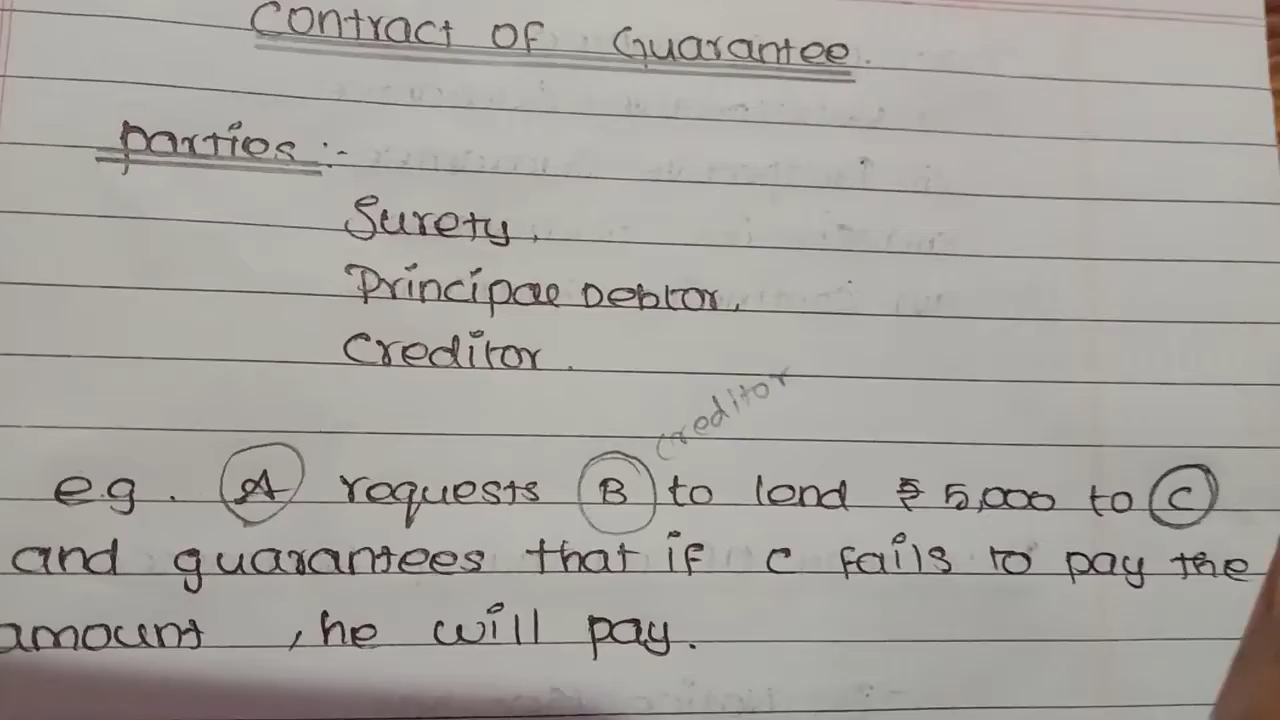 Contract of Guarantee.
Parties :-
Surety,
Principal Debtor,
Creditor.
creditor
e.g. A requests B to lend ₹ 5,000 to C
and guarantees that if C fails to pay the
amount, he will pay.